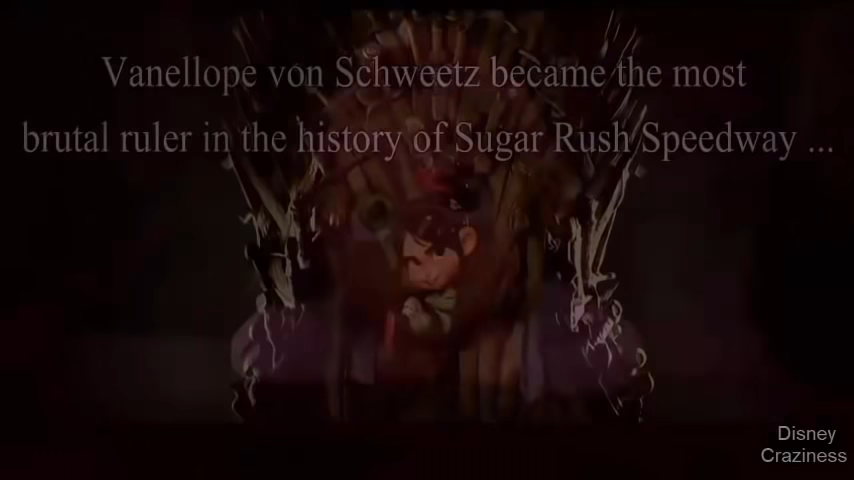 Vanellope von Schweetz became the most
brutal ruler in the history of Sugar Rush Speedway ...
Disney
Craziness